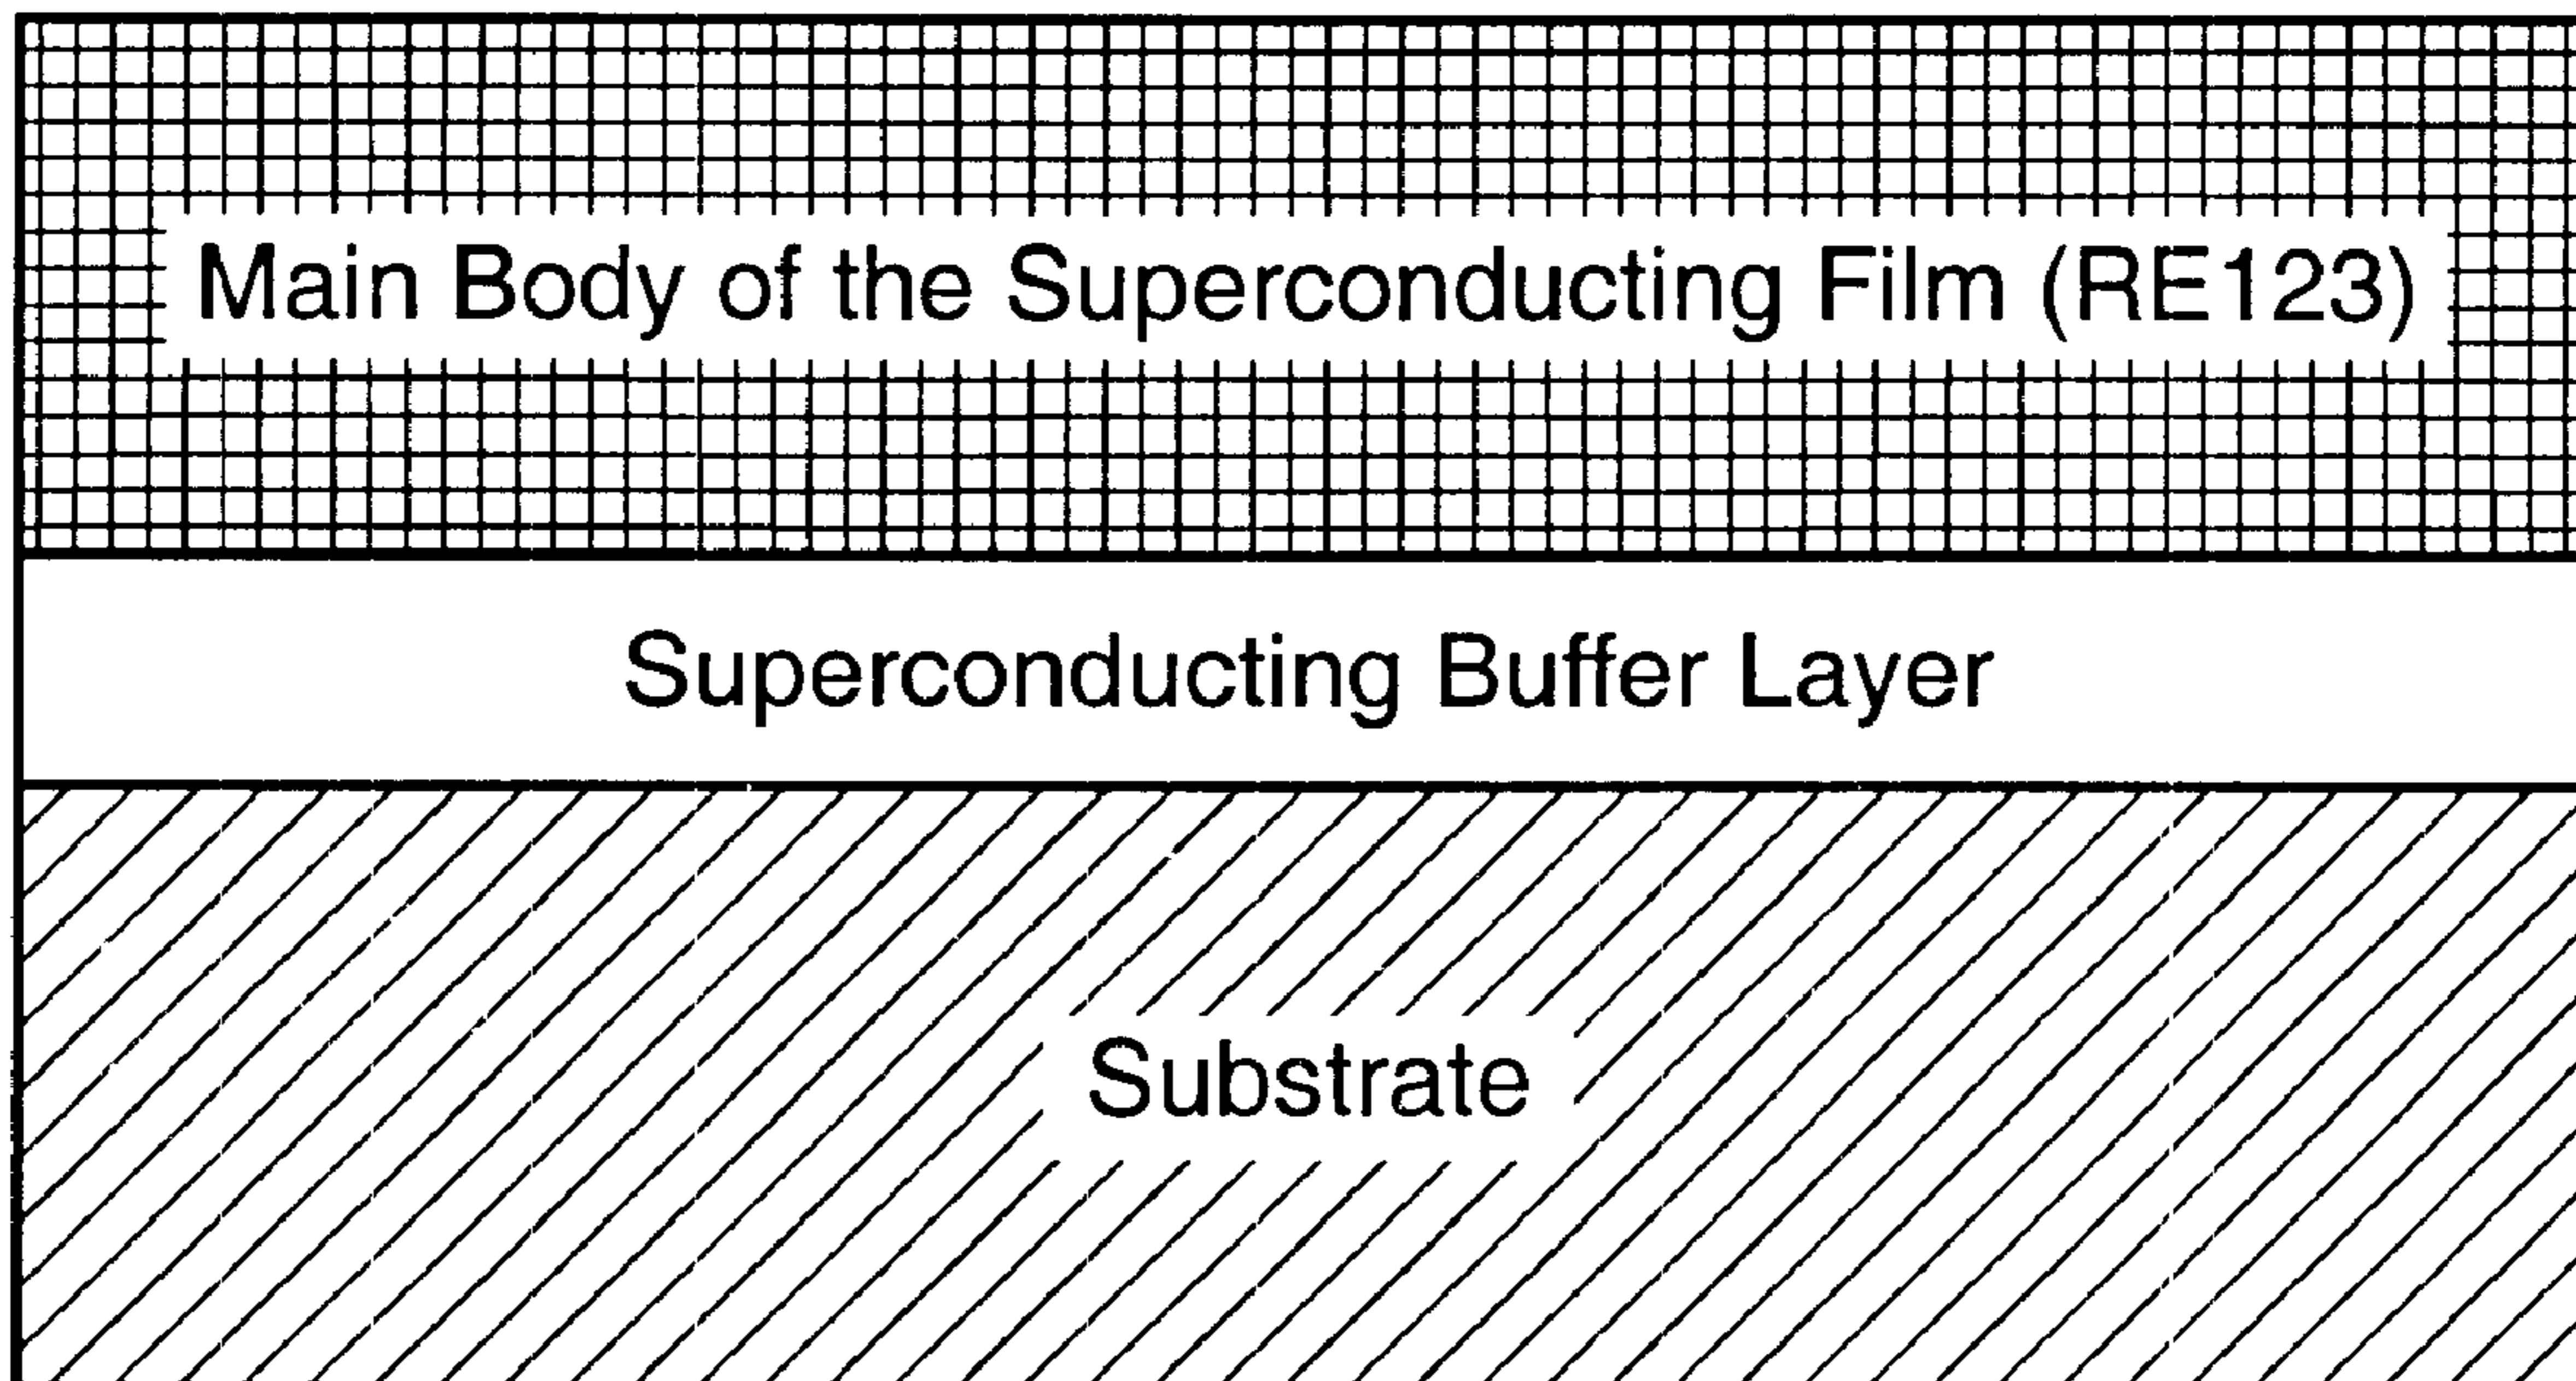 Main Body of the Superconducting Film (RE123)
Superconducting Buffer Layer
Substrate